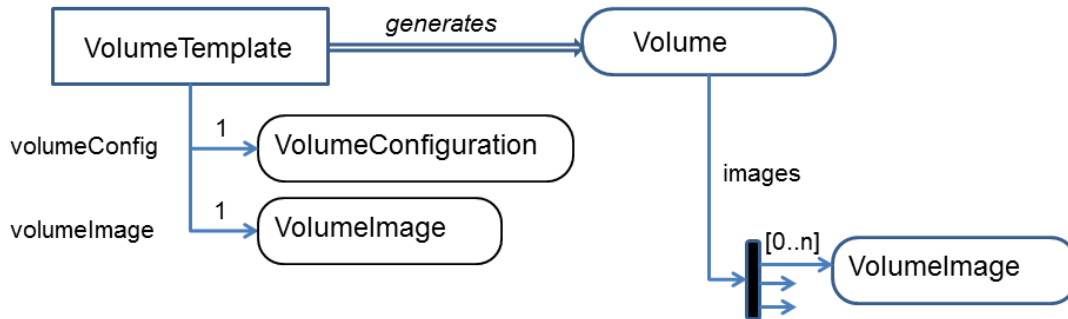 generates
VolumeTemplate
Volume
volumeConfig
1
VolumeConfiguration
images
volumeImage
1
VolumeImage
[0..n]
VolumeImage